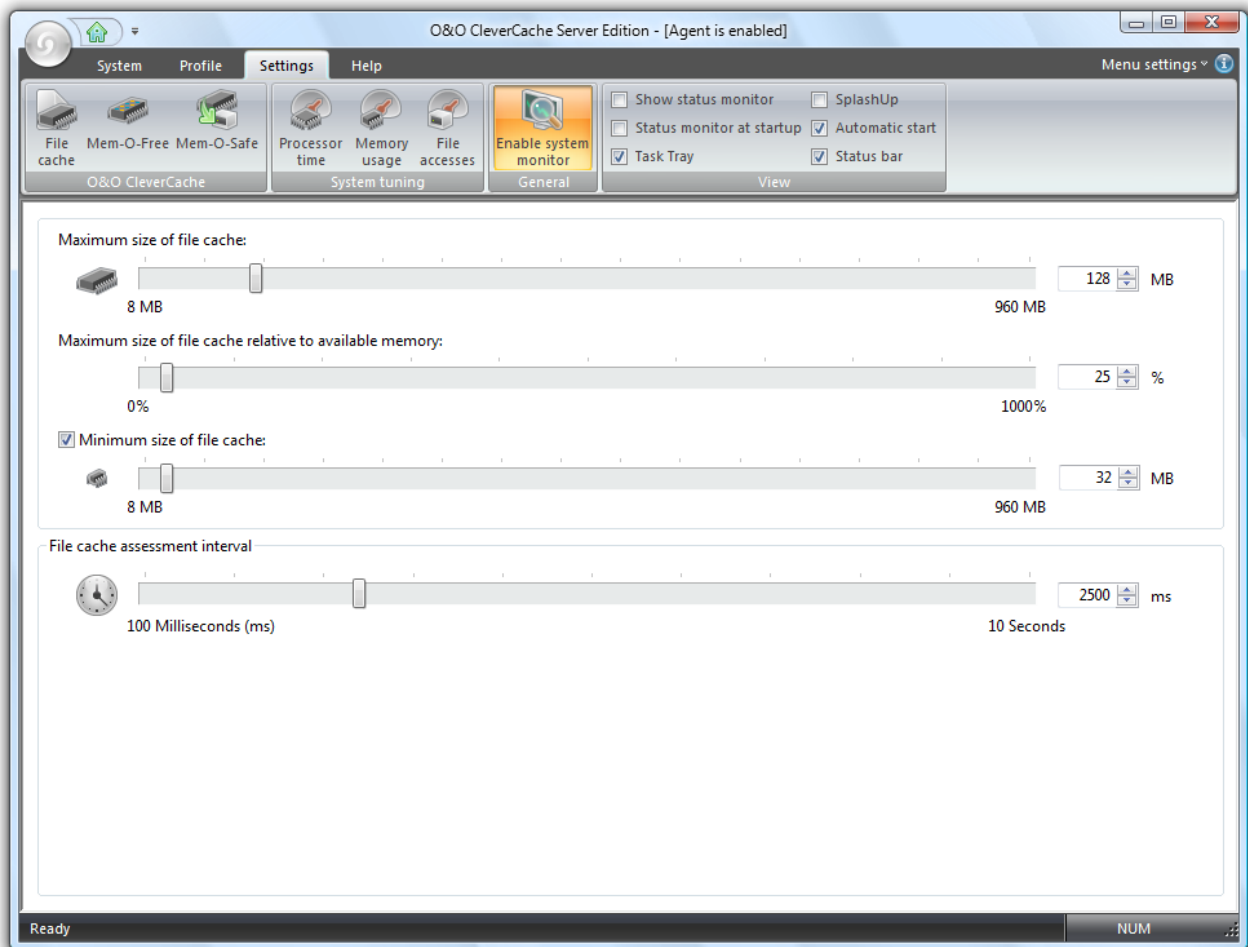 O&O CleverCache Server Edition - [Agent is enabled]
System Profile Settings Help Menu settings
File cache
Mem-O-Free
Mem-O-Safe
O&O CleverCache
Processor time
Memory usage
File accesses
System tuning
Enable system monitor
General
Show status monitor
SplashUp
Status monitor at startup
Automatic start
Task Tray
Status bar
View
Maximum size of file cache:
128 MB
8 MB 960 MB
Maximum size of file cache relative to available memory:
25 %
0% 1000%
Minimum size of file cache:
32 MB
8 MB 960 MB
File cache assessment interval
2500 ms
100 Milliseconds (ms) 10 Seconds
Ready NUM